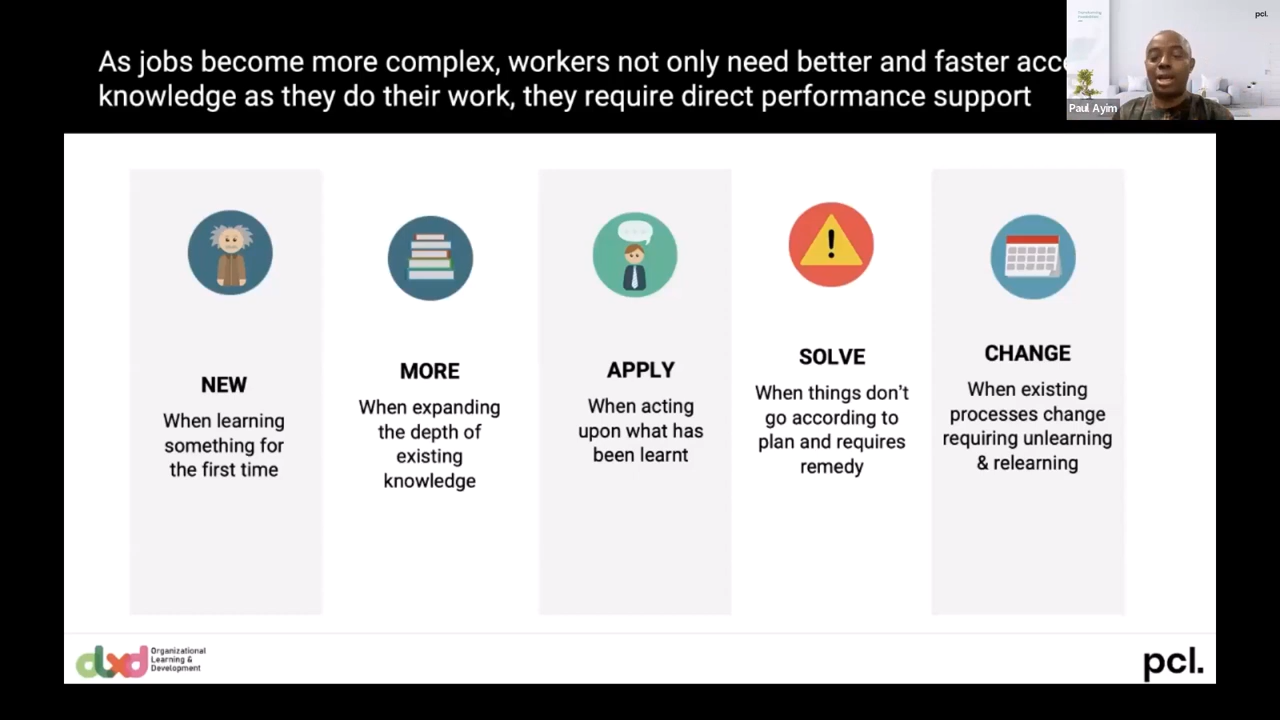 As jobs become more complex, workers not only need better and faster acce
knowledge as they do their work, they require direct performance support
pcl.
Paul Ayim
NEW
When learning
something for
the first time
MORE
When expanding
the depth of
existing
knowledge
APPLY
When acting
upon what has
been learnt
SOLVE
When things don't
go according to
plan and requires
remedy
CHANGE
When existing
processes change
requiring unlearning
& relearning
dlxd
Organizational
Learning &
Development
pcl.